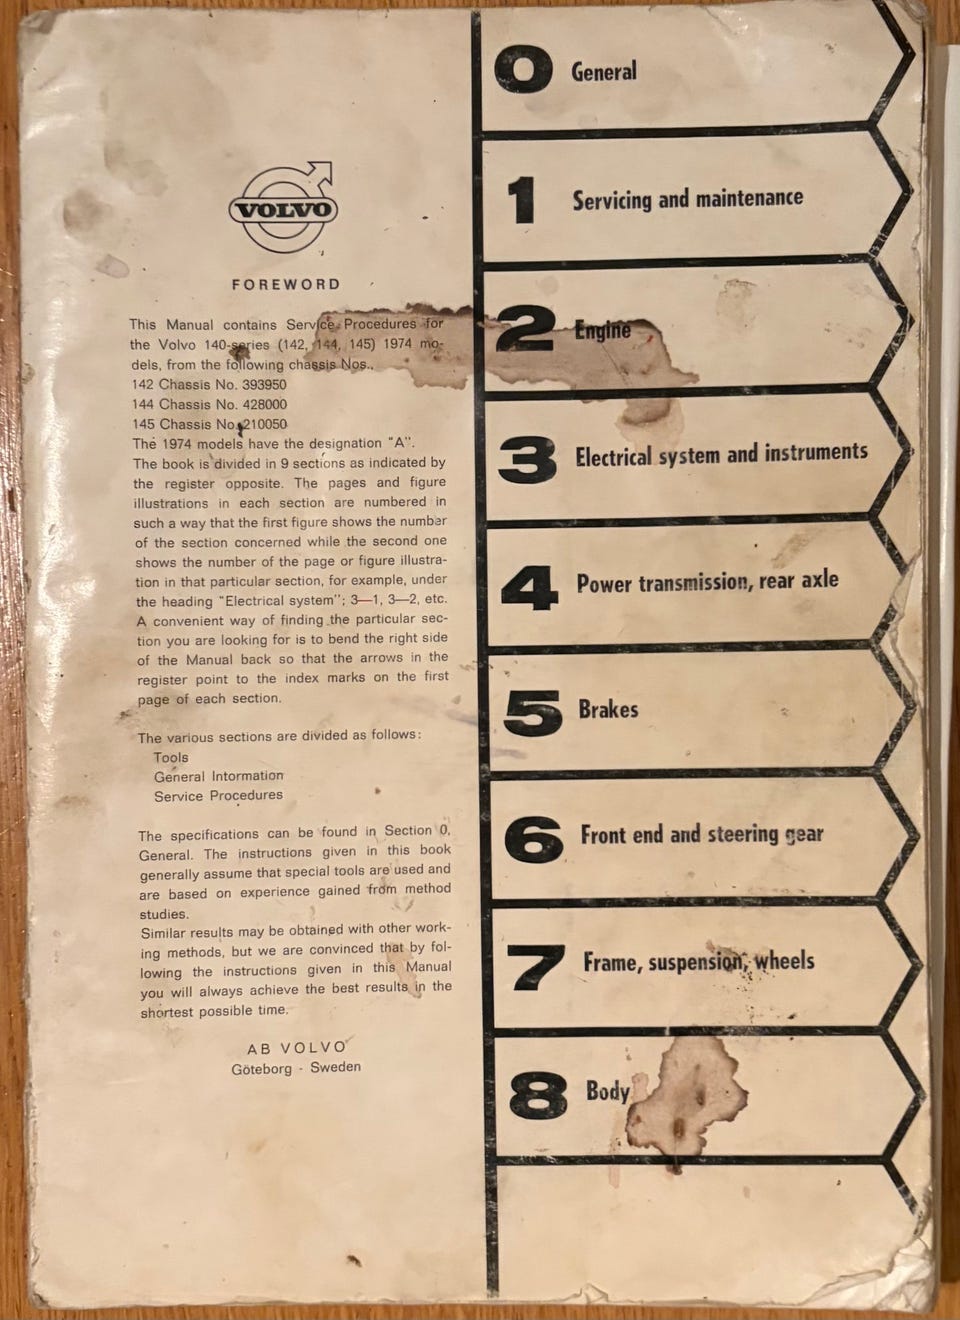 VOLVO
FOREWORD
This Manual contains Service Procedures for
the Volvo 140-series (142, 144, 145) 1974 mo-
dels, from the following chassis Nos.,
142 Chassis No. 393950
144 Chassis No. 428000
145 Chassis No. 210050
The 1974 models have the designation "A".
The book is divided in 9 sections as indicated by
the register opposite. The pages and figure
illustrations in each section are numbered in
such a way that the first figure shows the number
of the section concerned while the second one
shows the number of the page or figure illustra-
tion in that particular section, for example, under
the heading "Electrical system"; 3—1, 3—2, etc.
A convenient way of finding the particular sec-
tion you are looking for is to bend the right side
of the Manual back so that the arrows in the
register point to the index marks on the first
page of each section.
The various sections are divided as follows:
Tools
General Intormation
Service Procedures
The specifications can be found in Section 0,
General. The instructions given in this book
generally assume that special tools are used and
are based on experience gained from method
studies.
Similar results may be obtained with other work-
ing methods, but we are convinced that by fol-
lowing the instructions given in this Manual
you will always achieve the best results in the
shortest possible time.
AB VOLVO
Göteborg - Sweden
0 General
1 Servicing and maintenance
2 Engine
3 Electrical system and instruments
4 Power transmission, rear axle
5 Brakes
6 Front end and steering gear
7 Frame, suspension, wheels
8 Body